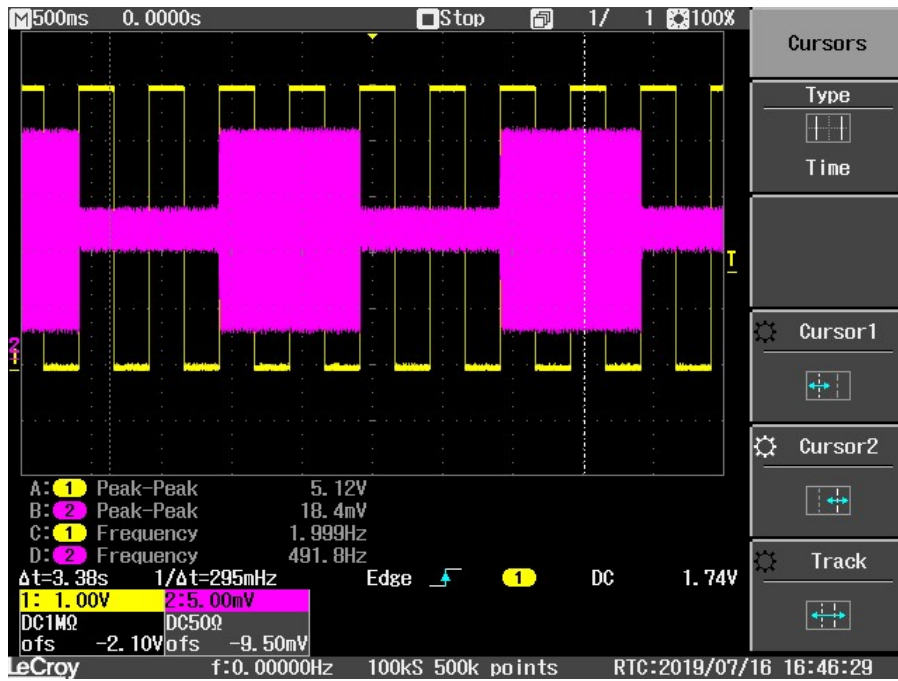 M500ms 0.0000s Stop 1/ 1 100%
Cursors
Type
Time
T
2
Cursor1
Cursor2
Track
A:1 Peak-Peak 5.12V
B:2 Peak-Peak 18.4mV
C:1 Frequency 1.999Hz
D:2 Frequency 491.8Hz
Δt=3.38s 1/Δt=295mHz Edge 1 DC 1.74V
1: 1.00V 2:5.00mV
DC1MΩ DC50Ω
ofs -2.10V ofs -9.50mV
LeCroy f:0.00000Hz 100kS 500k points RTC:2019/07/16 16:46:29